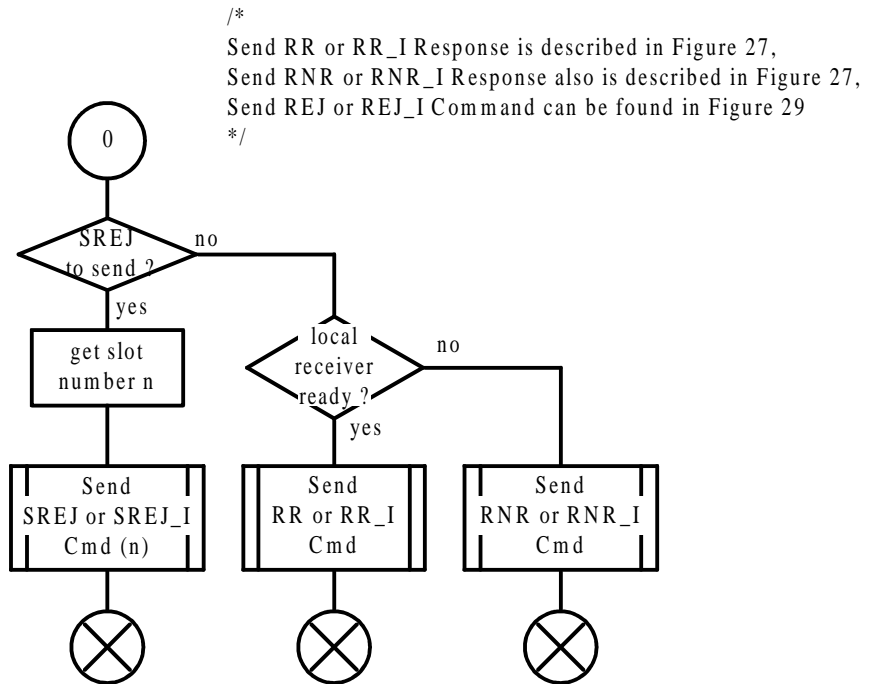 /*
Send RR or RR_I Response is described in Figure 27,
Send RNR or RNR_I Response also is described in Figure 27,
Send REJ or REJ_I Command can be found in Figure 29
*/
0
SREJ
to send ?
no
yes
get slot
number n
local
receiver
ready ?
no
yes
Send
SREJ or SREJ_I
Cmd (n)
Send
RR or RR_I
Cmd
Send
RNR or RNR_I
Cmd